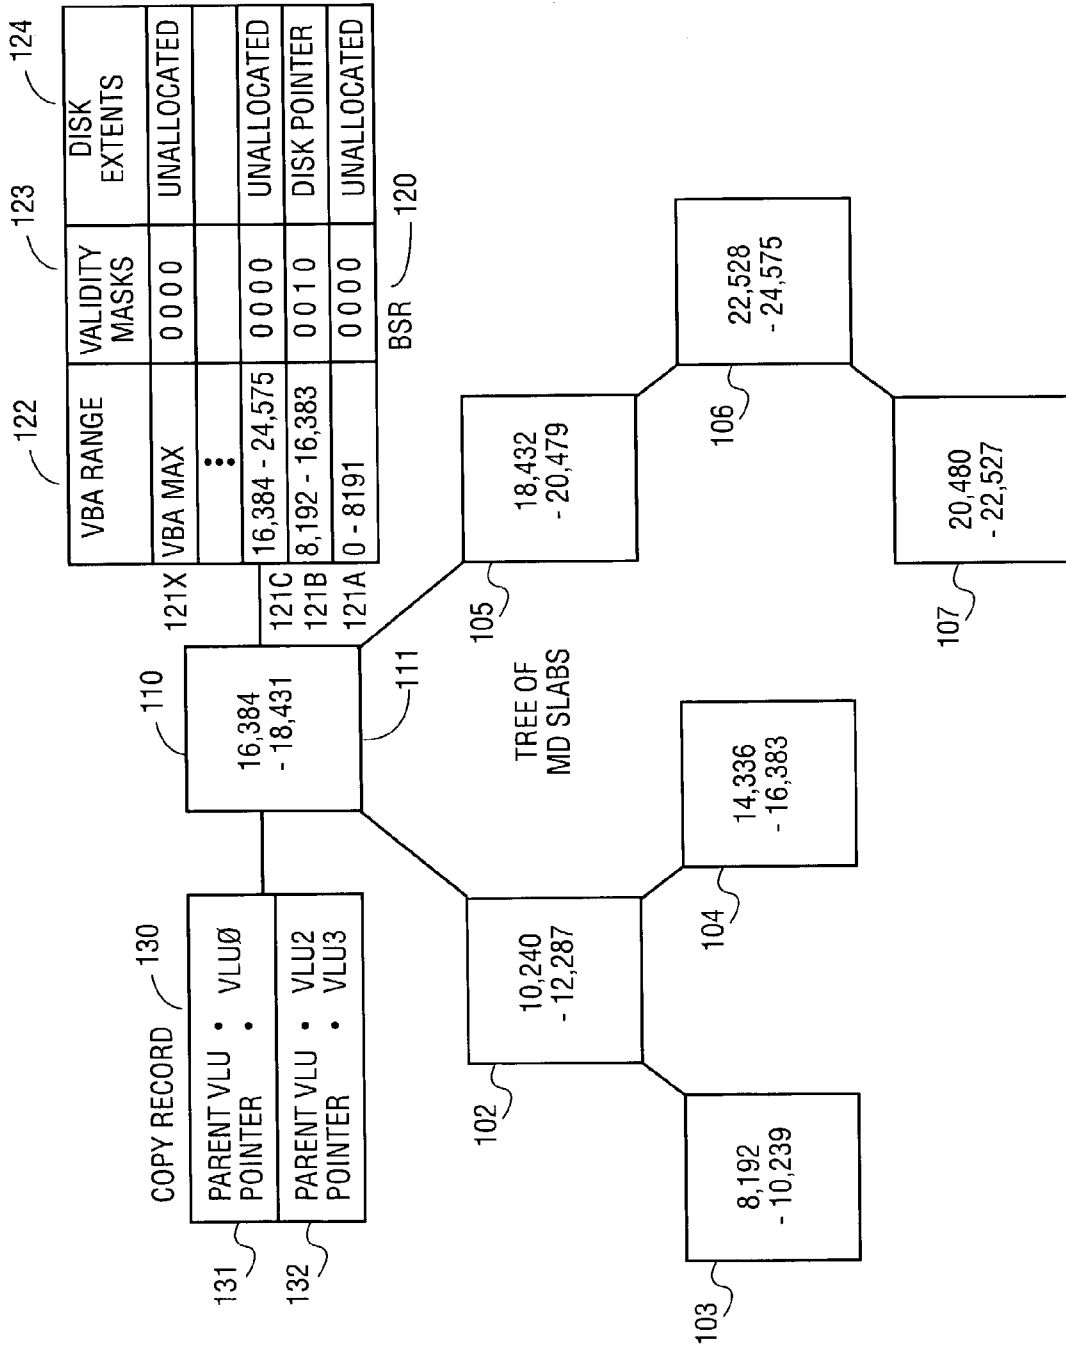 COPY RECORD
130
PARENT VLU • VLUØ
POINTER •
PARENT VLU • VLU2
POINTER • VLU3
131
132
110
16,384
- 18,431
111
122
123
124
VBA RANGE
VALIDITY
MASKS
DISK
EXTENTS
121X
VBA MAX
0 0 0 0
UNALLOCATED
121C
16,384 - 24,575
0 0 0 0
UNALLOCATED
121B
8,192 - 16,383
0 0 1 0
DISK POINTER
121A
0 - 8191
0 0 0 0
UNALLOCATED
BSR
120
TREE OF
MD SLABS
102
10,240
- 12,287
105
18,432
- 20,479
103
8,192
- 10,239
104
14,336
- 16,383
106
22,528
- 24,575
107
20,480
- 22,527